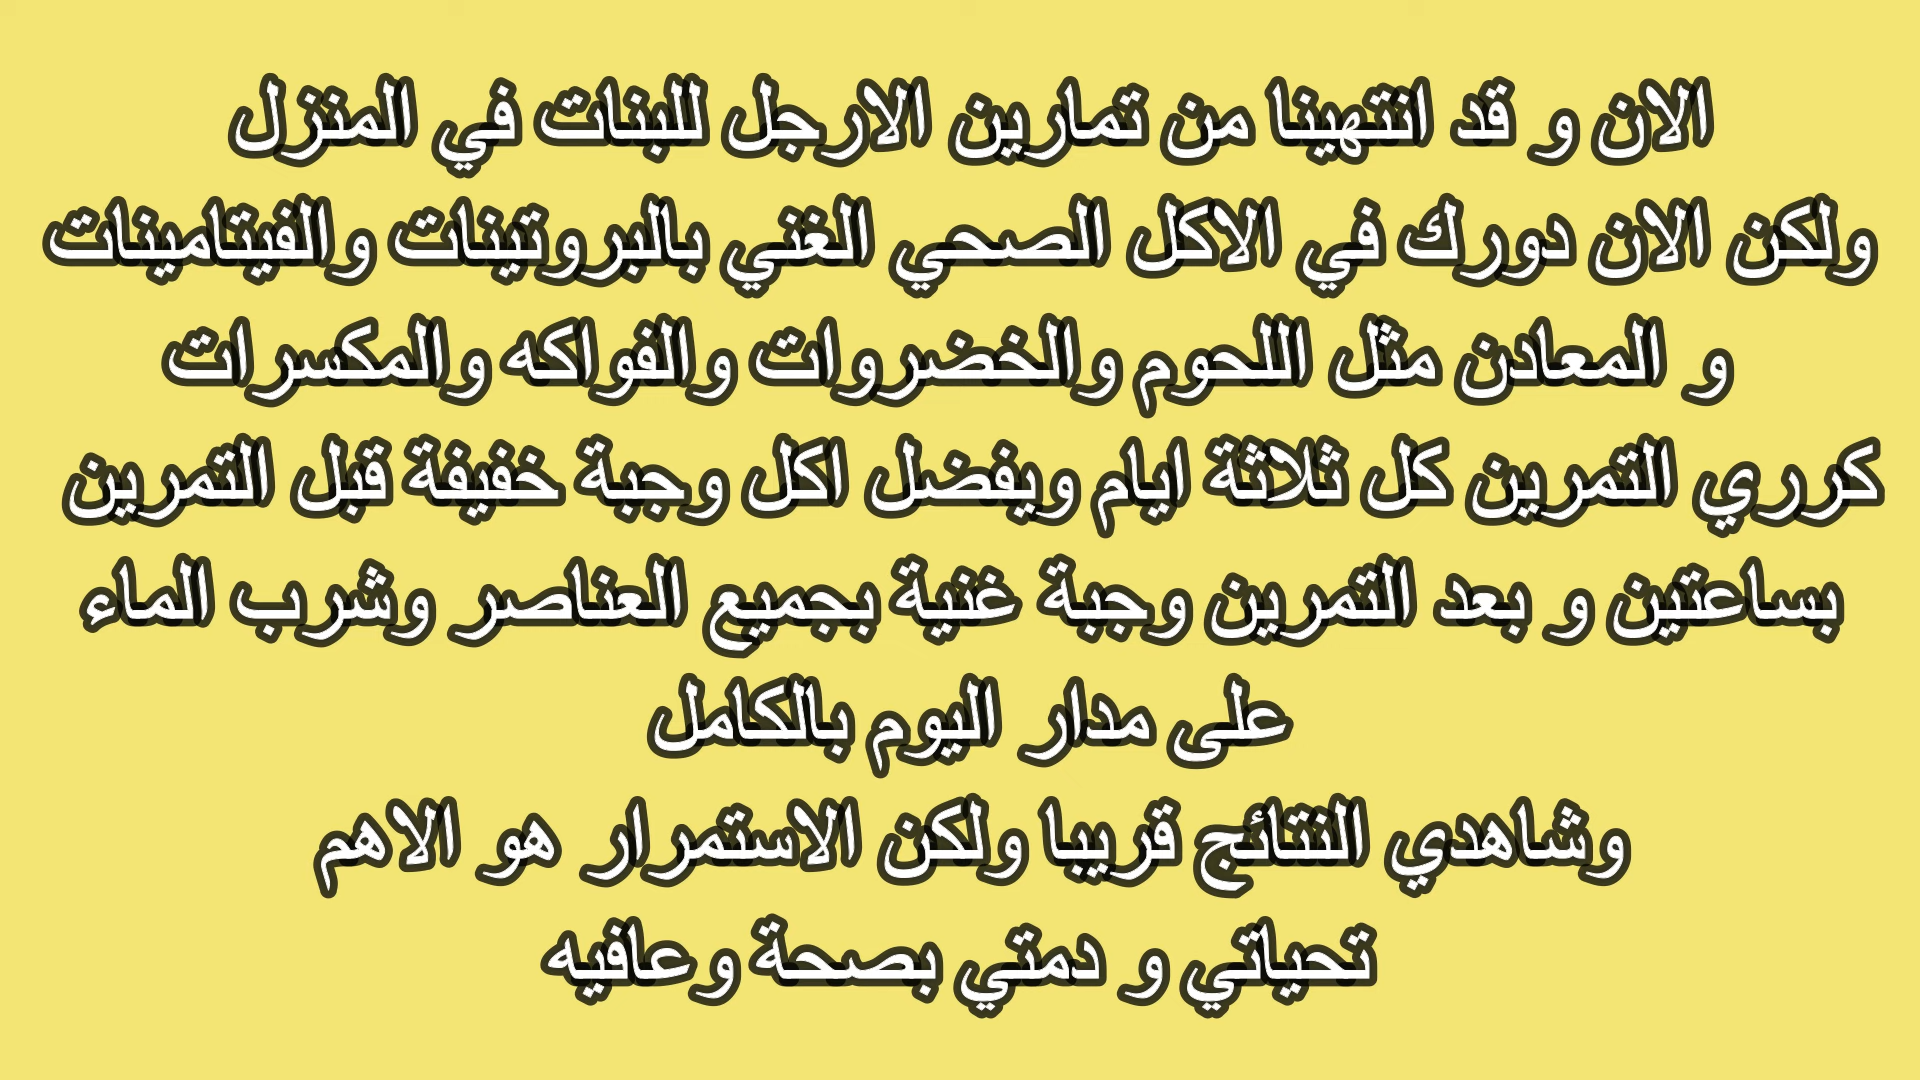 الان و قد انتهينا من تمارين الارجل للبنات في المنزل
ولكن الان دورك في الاكل الصحي الغني بالبروتينات والفيتامينات
و المعادن مثل اللحوم والخضروات والفواكه والمكسرات
كرري التمرين كل ثلاثة ايام ويفضل اكل وجبة خفيفة قبل التمرين
بساعتين و بعد التمرين وجبة غنية بجميع العناصر وشرب الماء
على مدار اليوم بالكامل
وشاهدي النتائج قريبا ولكن الاستمرار هو الاهم
تحياتي و دمتي بصحة وعافيه